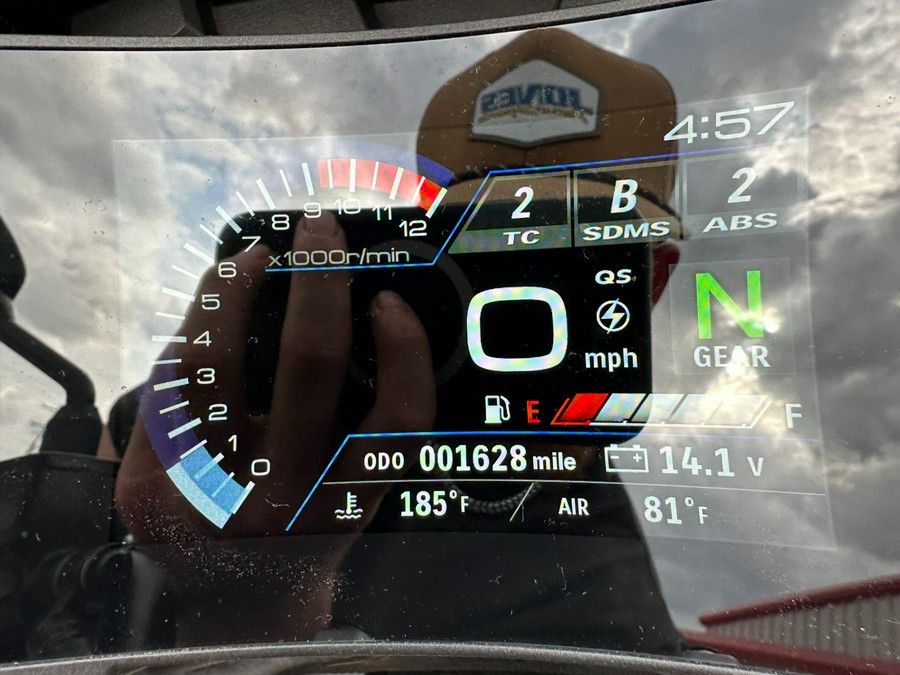 4:57
2 B 2
TC SDMS ABS
0 1 2 3 4 5 6 7 8 9 10 11 12
x1000r/min
QS
0 mph
N
GEAR
E F
ODO 001628 mile 14.1 V
185°F AIR 81°F
JONES